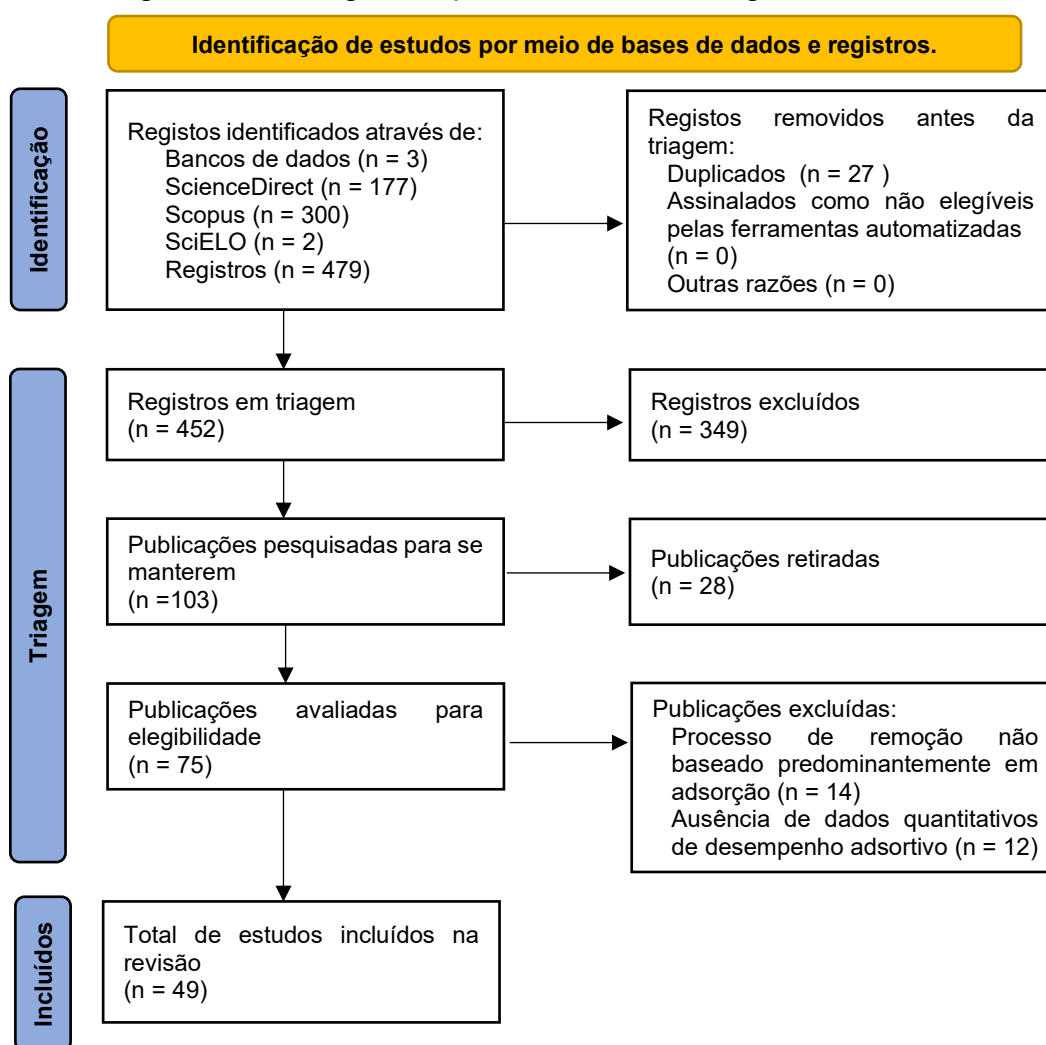 Identificação de estudos por meio de bases de dados e registros.
Identificação
Registos identificados através de:
Bancos de dados (n = 3)
ScienceDirect (n = 177)
Scopus (n = 300)
SciELO (n = 2)
Registros (n = 479)
Registos removidos antes da
triagem:
Duplicados (n = 27 )
Assinalados como não elegíveis
pelas ferramentas automatizadas
(n = 0)
Outras razões (n = 0)
Triagem
Registros em triagem
(n = 452)
Registros excluídos
(n = 349)
Publicações pesquisadas para se
manterem
(n =103)
Publicações retiradas
(n = 28)
Publicações avaliadas para
elegibilidade
(n = 75)
Publicações excluídas:
Processo de remoção não
baseado predominantemente em
adsorção (n = 14)
Ausência de dados quantitativos
de desempenho adsortivo (n = 12)
Incluídos
Total de estudos incluídos na
revisão
(n = 49)